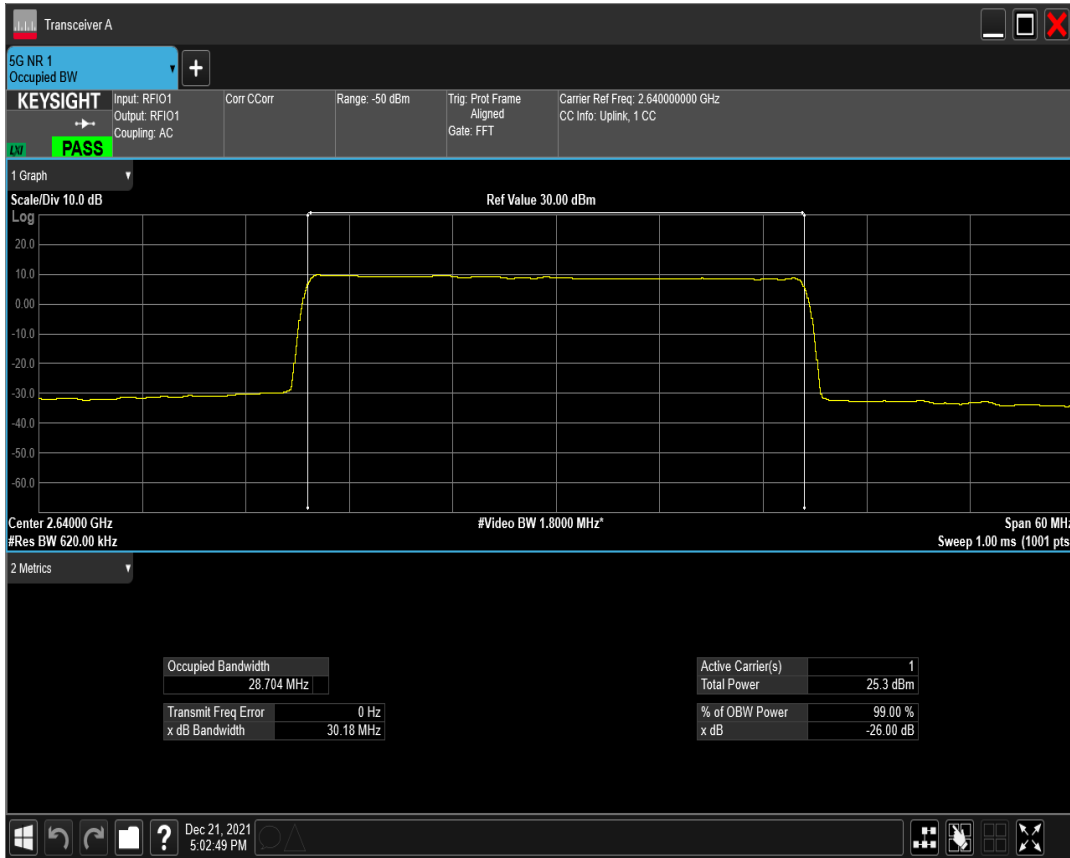 Transceiver A
5G NR 1
Occupied BW
KEYSIGHT
Input: RFIO1
Output: RFIO1
Coupling: AC
Corr CCorr
Range: -50 dBm
Trig: Prot Frame
Aligned
Gate: FFT
Carrier Ref Freq: 2.640000000 GHz
CC Info: Uplink, 1 CC
LXI
PASS
1 Graph
Scale/Div 10.0 dB
Ref Value 30.00 dBm
Log
20.0
10.0
0.00
-10.0
-20.0
-30.0
-40.0
-50.0
-60.0
Center 2.64000 GHz
#Video BW 1.8000 MHz*
Span 60 MHz
#Res BW 620.00 kHz
Sweep 1.00 ms (1001 pts
2 Metrics
Occupied Bandwidth
28.704 MHz
Transmit Freq Error 0 Hz
x dB Bandwidth 30.18 MHz
Active Carrier(s) 1
Total Power 25.3 dBm
% of OBW Power 99.00 %
x dB -26.00 dB
?
Dec 21, 2021
5:02:49 PM